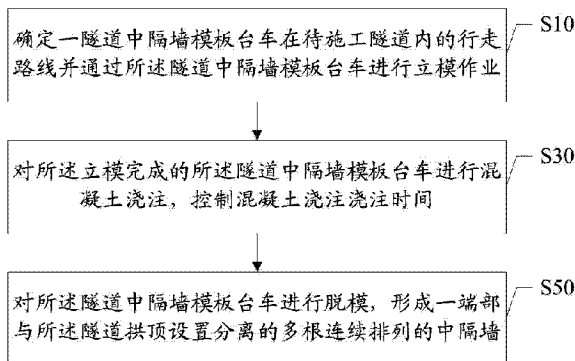 确定一隧道中隔墙模板台车在待施工隧道内的行走
路线并通过所述隧道中隔墙模板台车进行立模作业
S10
对所述立模完成的所述隧道中隔墙模板台车进行混
凝土浇注，控制混凝土浇注浇注时间
S30
对所述隧道中隔墙模板台车进行脱模，形成一端部
与所述隧道拱顶设置分离的多根连续排列的中隔墙
S50